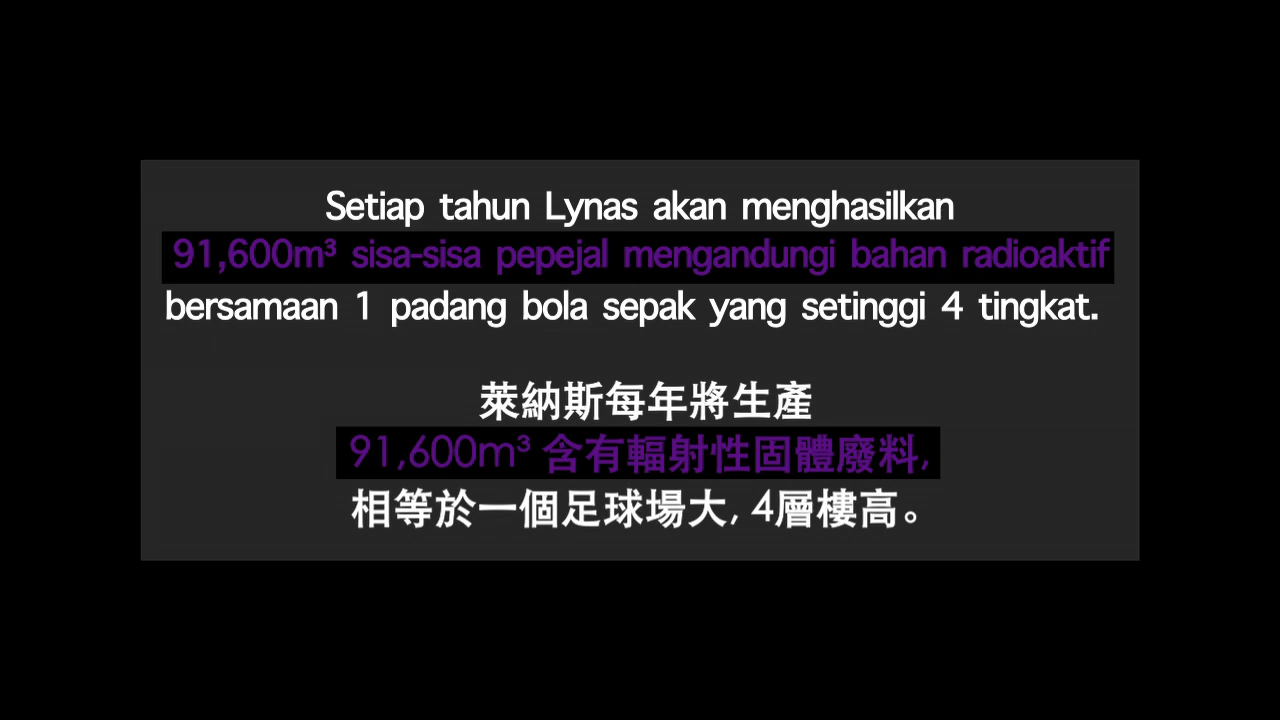 Setiap tahun Lynas akan menghasilkan
91,600m³ sisa-sisa pepejal mengandungi bahan radioaktif
bersamaan 1 padang bola sepak yang setinggi 4 tingkat.
萊納斯每年將生產
91,600m³ 含有輻射性固體廢料,
相等於一個足球場大, 4層樓高。